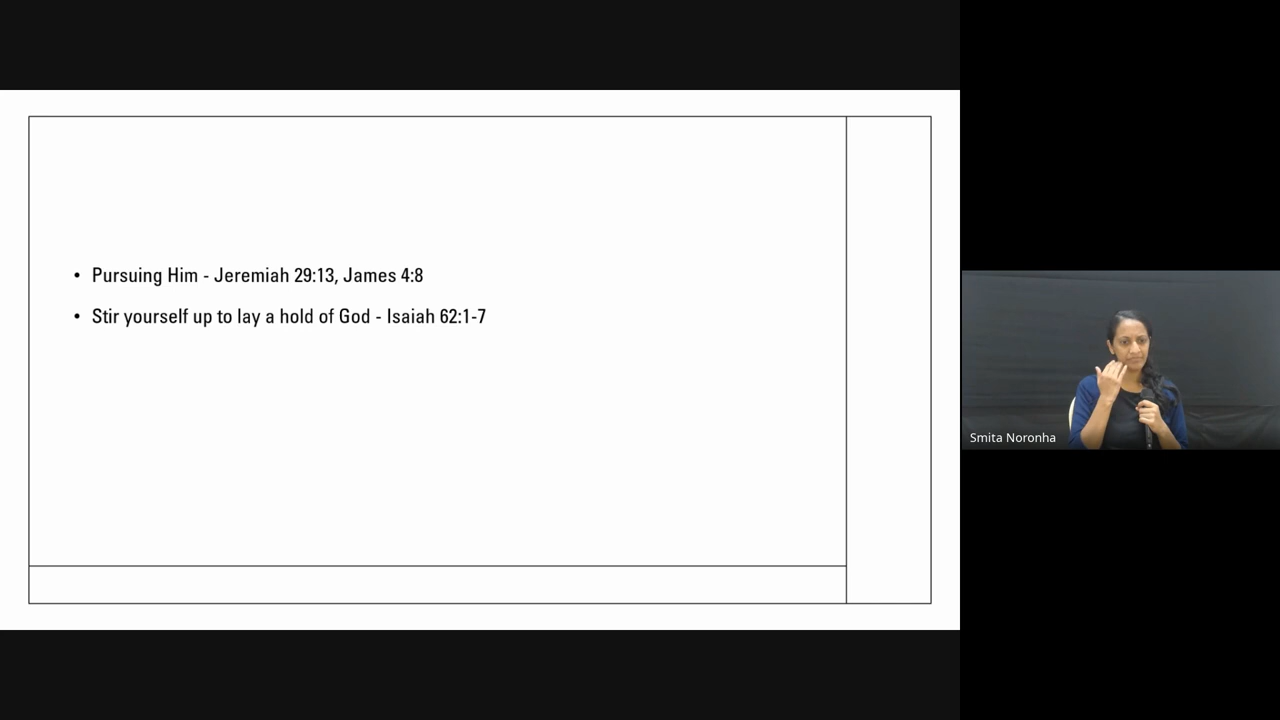 • Pursuing Him - Jeremiah 29:13, James 4:8
• Stir yourself up to lay a hold of God - Isaiah 62:1-7
Smita Noronha